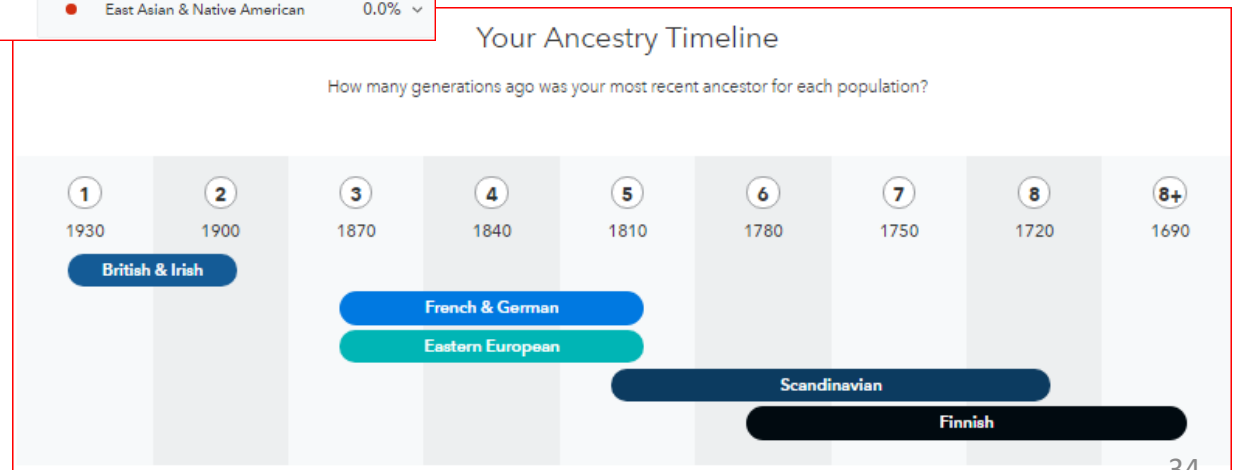 East Asian & Native American 0.0%
Your Ancestry Timeline
How many generations ago was your most recent ancestor for each population?
1 2 3 4 5 6 7 8 8+
1930 1900 1870 1840 1810 1780 1750 1720 1690
British & Irish
French & German
Eastern European
Scandinavian
Finnish
34